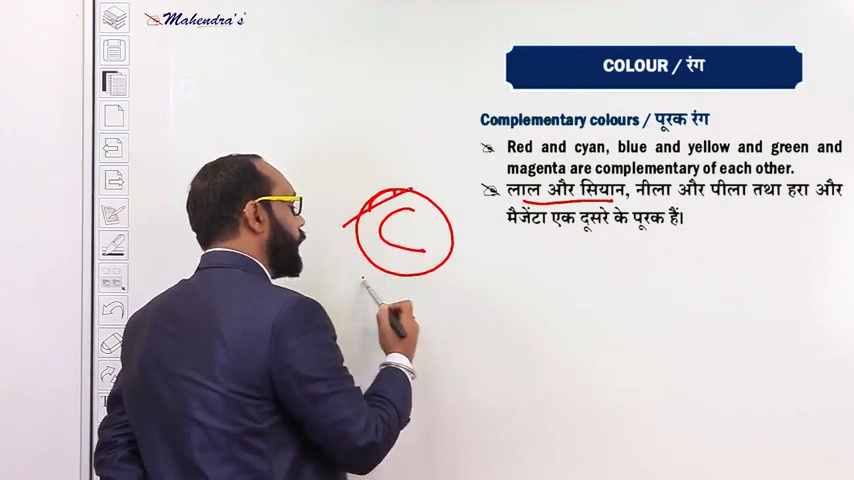 Mahendra's
COLOUR / रंग
Complementary colours / पूरक रंग
Red and cyan, blue and yellow and green and
magenta are complementary of each other.
लाल और सियान, नीला और पीला तथा हरा और
मैजेंटा एक दूसरे के पूरक हैं।
C